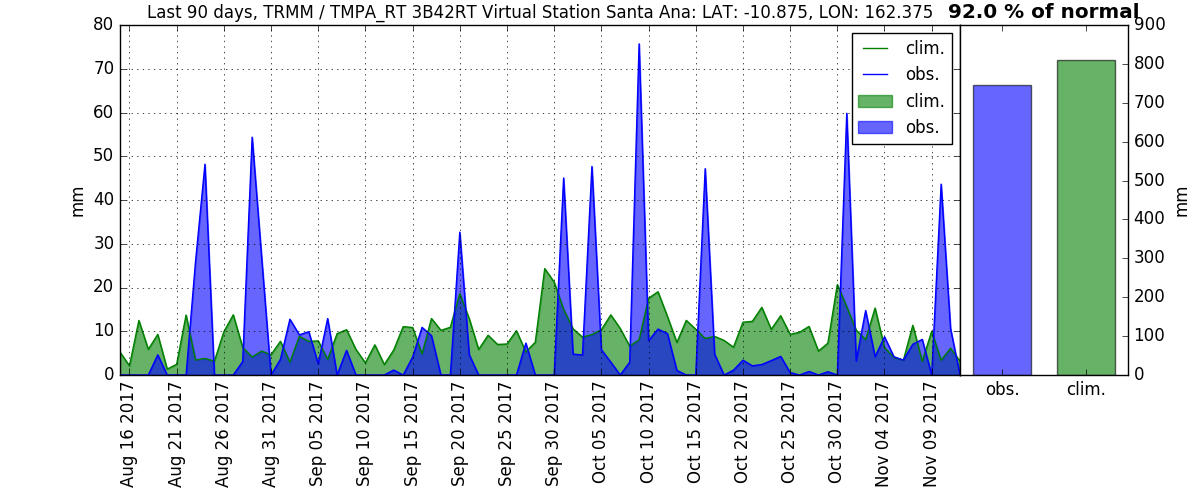 Last 90 days, TRMM / TMPA_RT 3B42RT Virtual Station Santa Ana: LAT: -10.875, LON: 162.375 92.0 % of normal
80
70
60
50
40
30
20
10
0
mm
clim.
obs.
clim.
obs.
900
800
700
600
500
400
300
200
100
0
mm
Aug 16 2017
Aug 21 2017
Aug 26 2017
Aug 31 2017
Sep 05 2017
Sep 10 2017
Sep 15 2017
Sep 20 2017
Sep 25 2017
Sep 30 2017
Oct 05 2017
Oct 10 2017
Oct 15 2017
Oct 20 2017
Oct 25 2017
Oct 30 2017
Nov 04 2017
Nov 09 2017
obs.
clim.